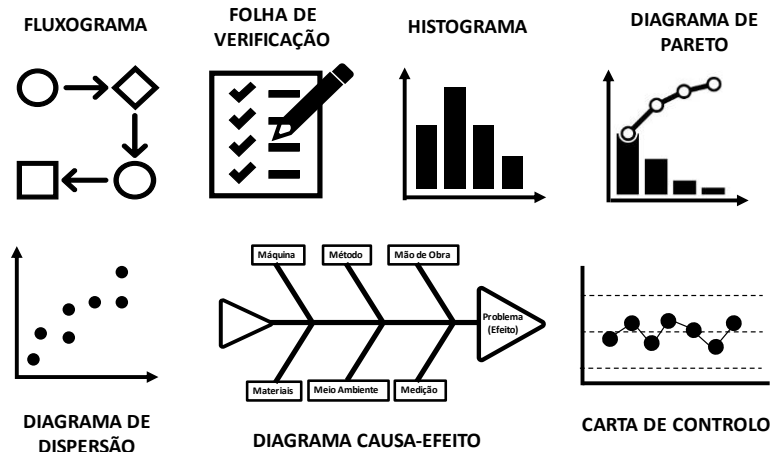 FLUXOGRAMA
FOLHA DE
VERIFICAÇÃO
HISTOGRAMA
DIAGRAMA DE
PARETO
Máquina
Método
Mão de Obra
Problema
(Efeito)
Materiais
Meio Ambiente
Medição
DIAGRAMA DE
DISPERSÃO
DIAGRAMA CAUSA-EFEITO
CARTA DE CONTROLO